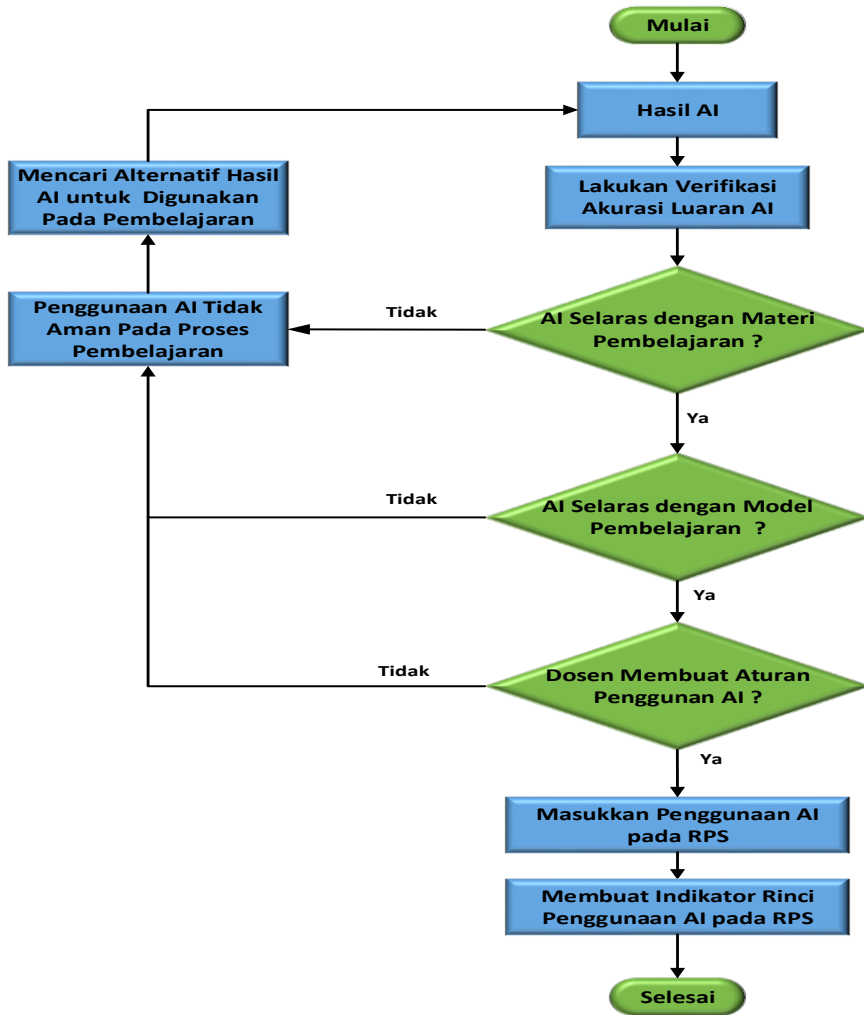 Mulai
Hasil AI
Mencari Alternatif Hasil
AI untuk Digunakan
Pada Pembelajaran
Lakukan Verifikasi
Akurasi Luaran AI
Penggunaan AI Tidak
Aman Pada Proses
Pembelajaran
Tidak
AI Selaras dengan Materi
Pembelajaran ?
Ya
Tidak
AI Selaras dengan Model
Pembelajaran ?
Ya
Tidak
Dosen Membuat Aturan
Penggunan AI ?
Ya
Masukkan Penggunaan AI
pada RPS
Membuat Indikator Rinci
Penggunaan AI pada RPS
Selesai